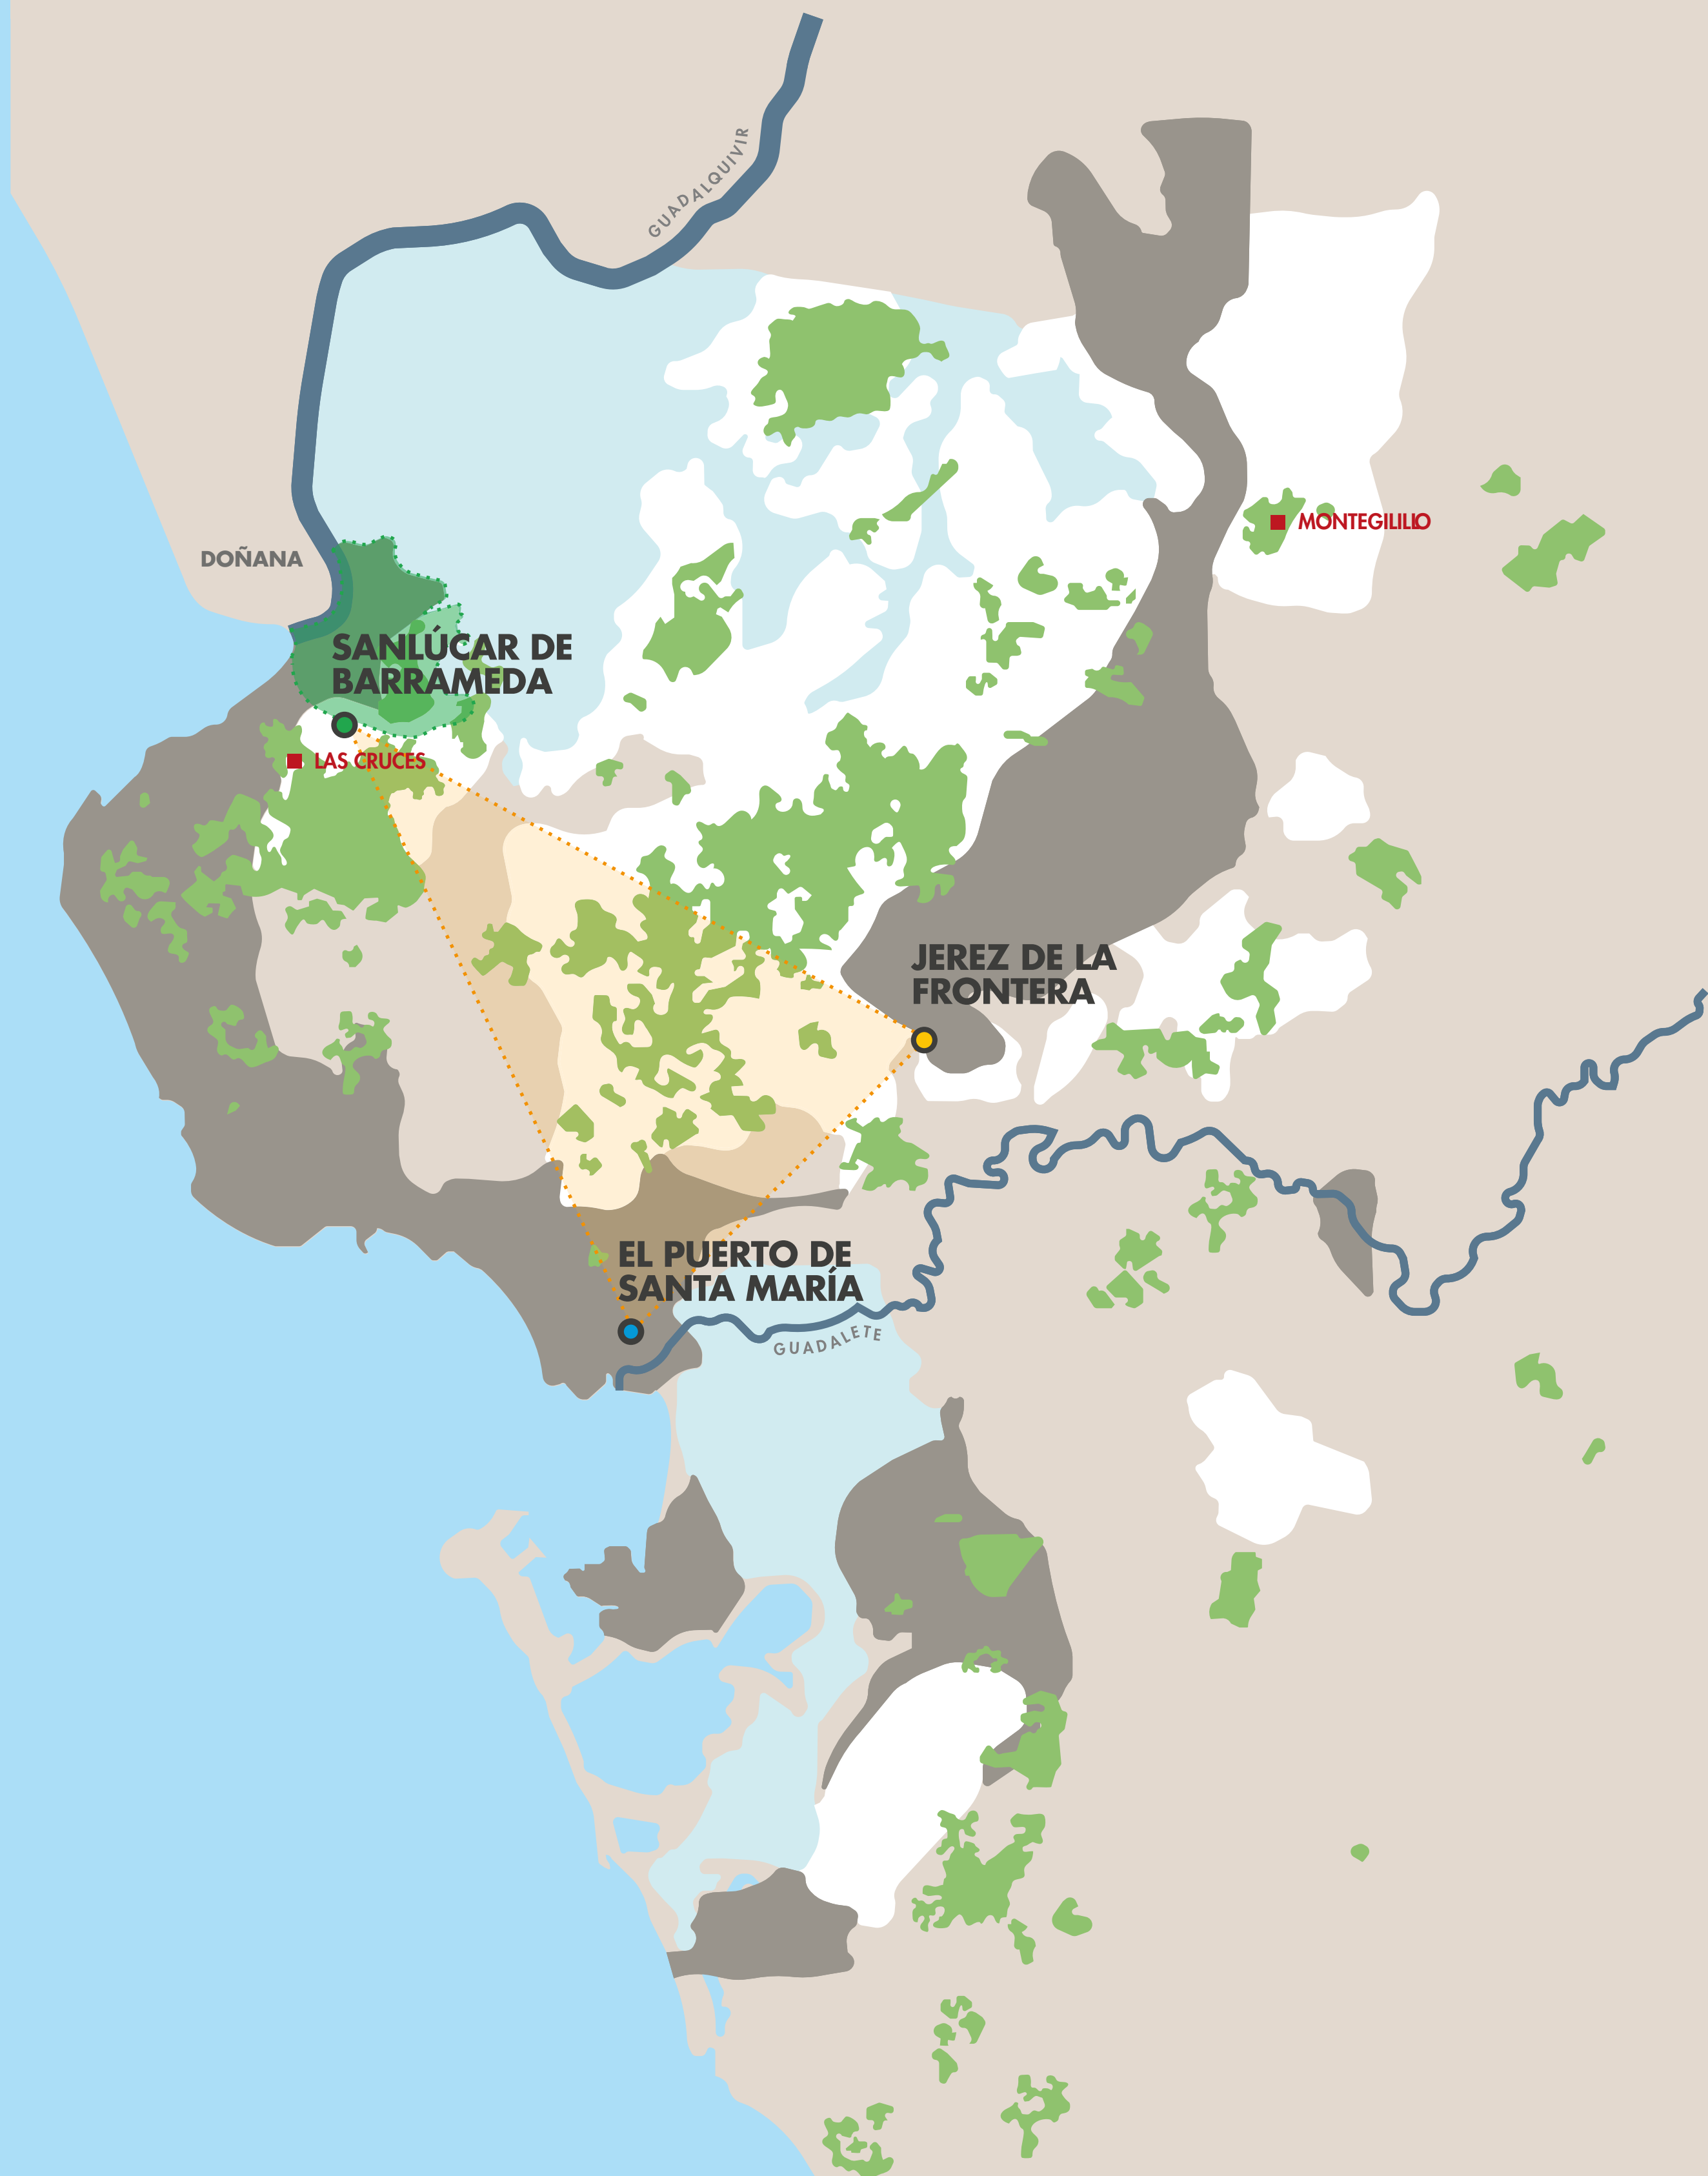 GUADALQUIVIR
MONTEGILILLO
DOÑANA
SANLÚCAR DE
BARRAMEDA
LAS CRUCES
JEREZ DE LA
FRONTERA
EL PUERTO DE
SANTA MARÍA
GUADALETE